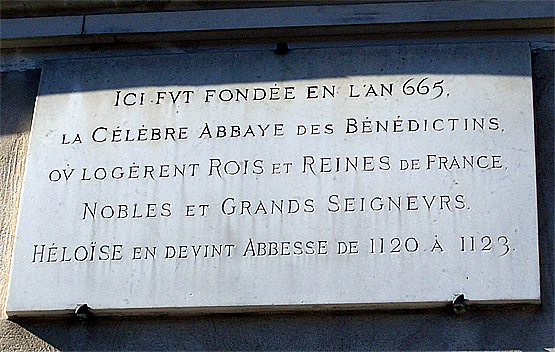 ICI FVT FONDÉE EN L'AN 665,
LA CÉLÈBRE ABBAYE DES BÉNÉDICTINS,
OÙ LOGÈRENT ROIS ET REINES DE FRANCE,
NOBLES ET GRANDS SEIGNEVRS.
HÉLOÏSE EN DEVINT ABBESSE DE 1120 À 1123.